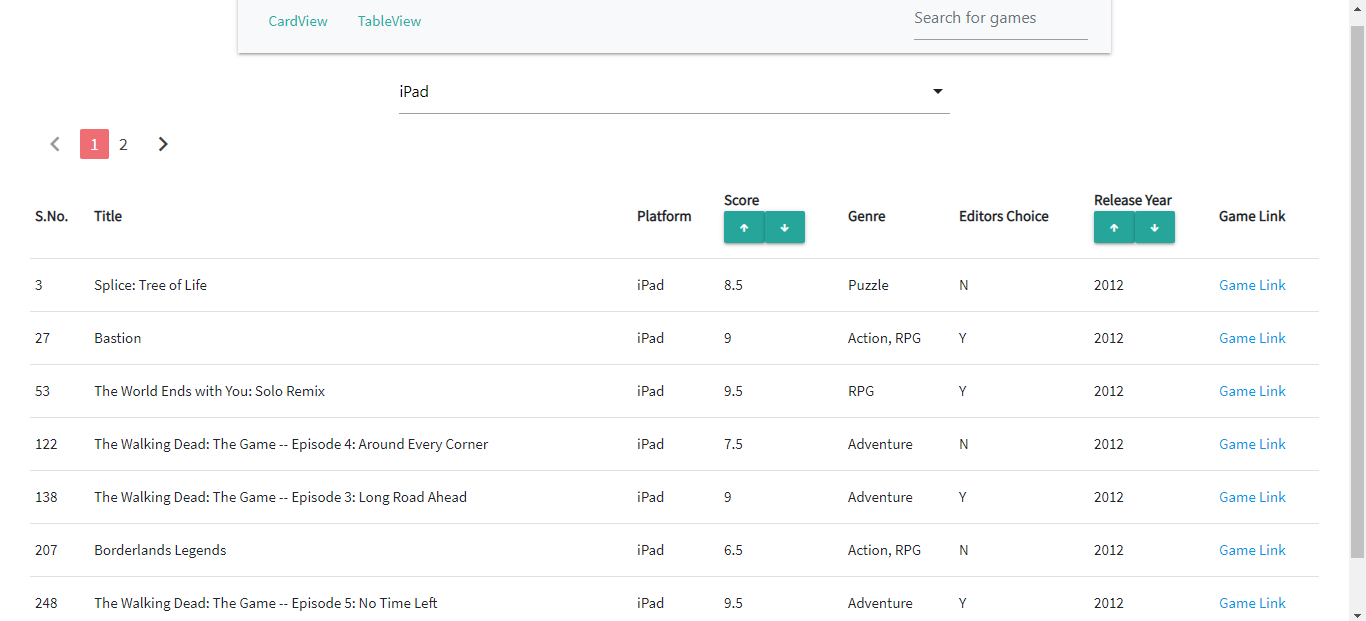 CardView TableView Search for games
iPad
1 2
S.No. Title Platform Score Genre Editors Choice Release Year Game Link
3 Splice: Tree of Life iPad 8.5 Puzzle N 2012 Game Link
27 Bastion iPad 9 Action, RPG Y 2012 Game Link
53 The World Ends with You: Solo Remix iPad 9.5 RPG Y 2012 Game Link
122 The Walking Dead: The Game -- Episode 4: Around Every Corner iPad 7.5 Adventure N 2012 Game Link
138 The Walking Dead: The Game -- Episode 3: Long Road Ahead iPad 9 Adventure Y 2012 Game Link
207 Borderlands Legends iPad 6.5 Action, RPG N 2012 Game Link
248 The Walking Dead: The Game -- Episode 5: No Time Left iPad 9.5 Adventure Y 2012 Game Link